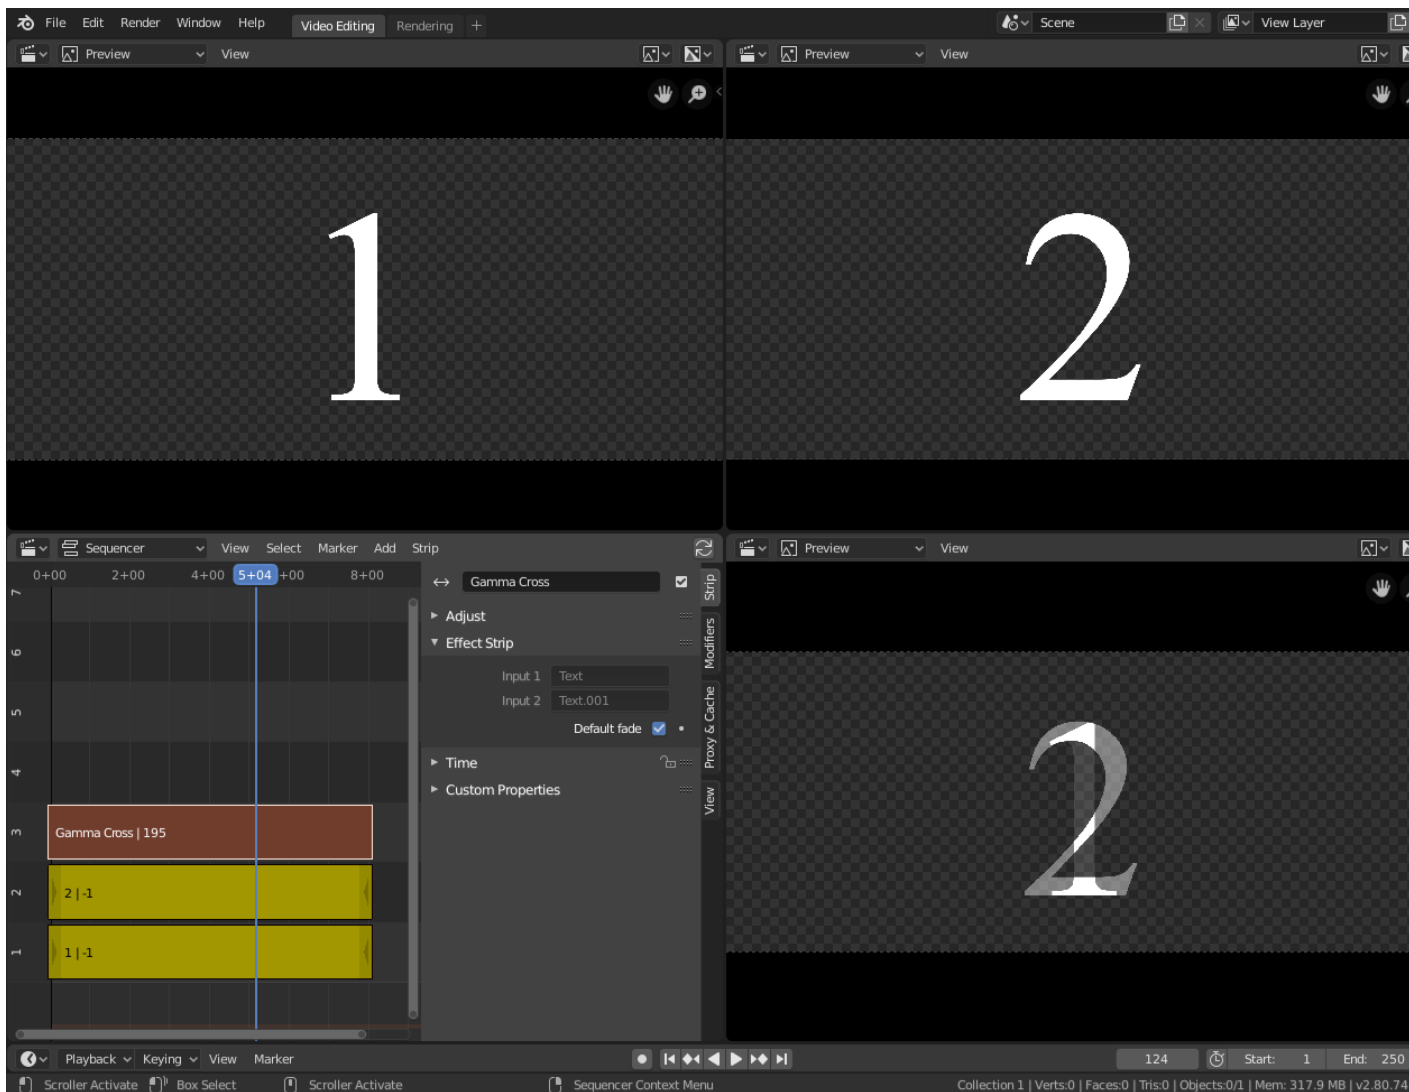 File Edit Render Window Help Video Editing Rendering + Scene View Layer
Preview View Preview View
1 2
Sequencer View Select Marker Add Strip Preview View
0+00 2+00 4+00 5+04 +00 8+00
Gamma Cross
Strip
Adjust
Effect Strip
Modifiers
Input 1 Text
Input 2 Text.001
Default fade
Proxy & Cache
Time
Custom Properties
View
7
6
5
4
3 Gamma Cross | 195
2 2 | -1
1 1 | -1
2
1
Playback Keying View Marker 124 Start: 1 End: 250
Scroller Activate Box Select Scroller Activate Sequencer Context Menu Collection 1 | Verts:0 | Faces:0 | Tris:0 | Objects:0/1 | Mem: 317.9 MB | v2.80.74